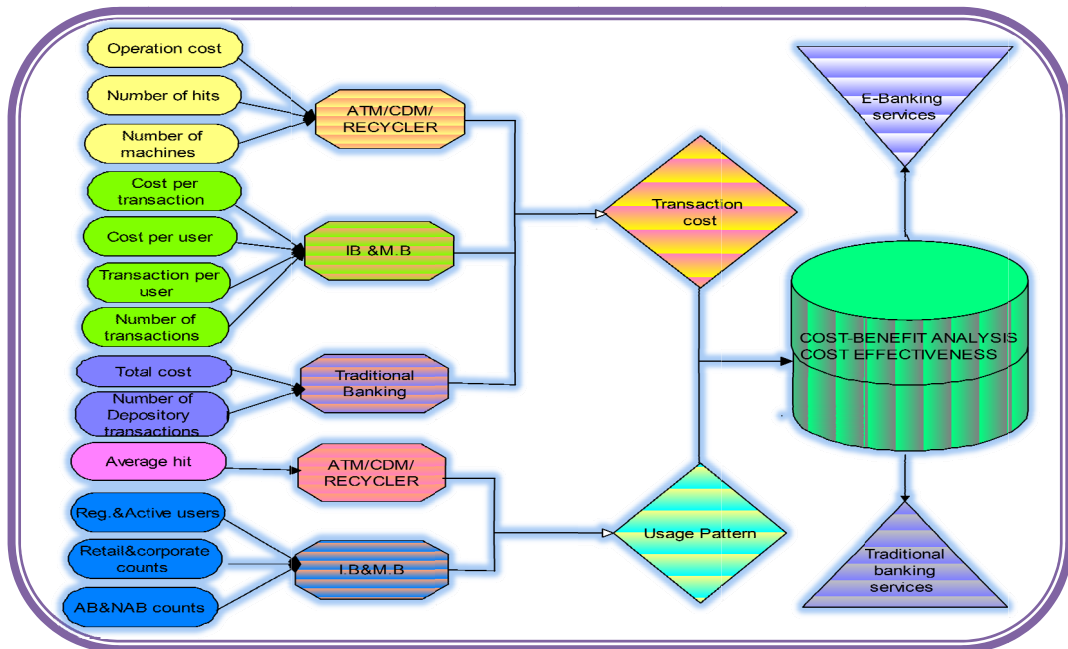 Operation cost
Number of hits
Number of
machines
Cost per
transaction
Cost per user
Transaction per
user
Number of
transactions
Total cost
Number of
Depository
transactions
Average hit
Reg.&Active users
Retail&corporate
counts
AB&NAB counts
ATM/CDM/
RECYCLER
IB &M.B
Traditional
Banking
ATM/CDM/
RECYCLER
I.B&M.B
Transaction
cost
Usage Pattern
E-Banking
services
COST-BENEFIT ANALYSIS
COST EFFECTIVENESS
Traditional
banking
services